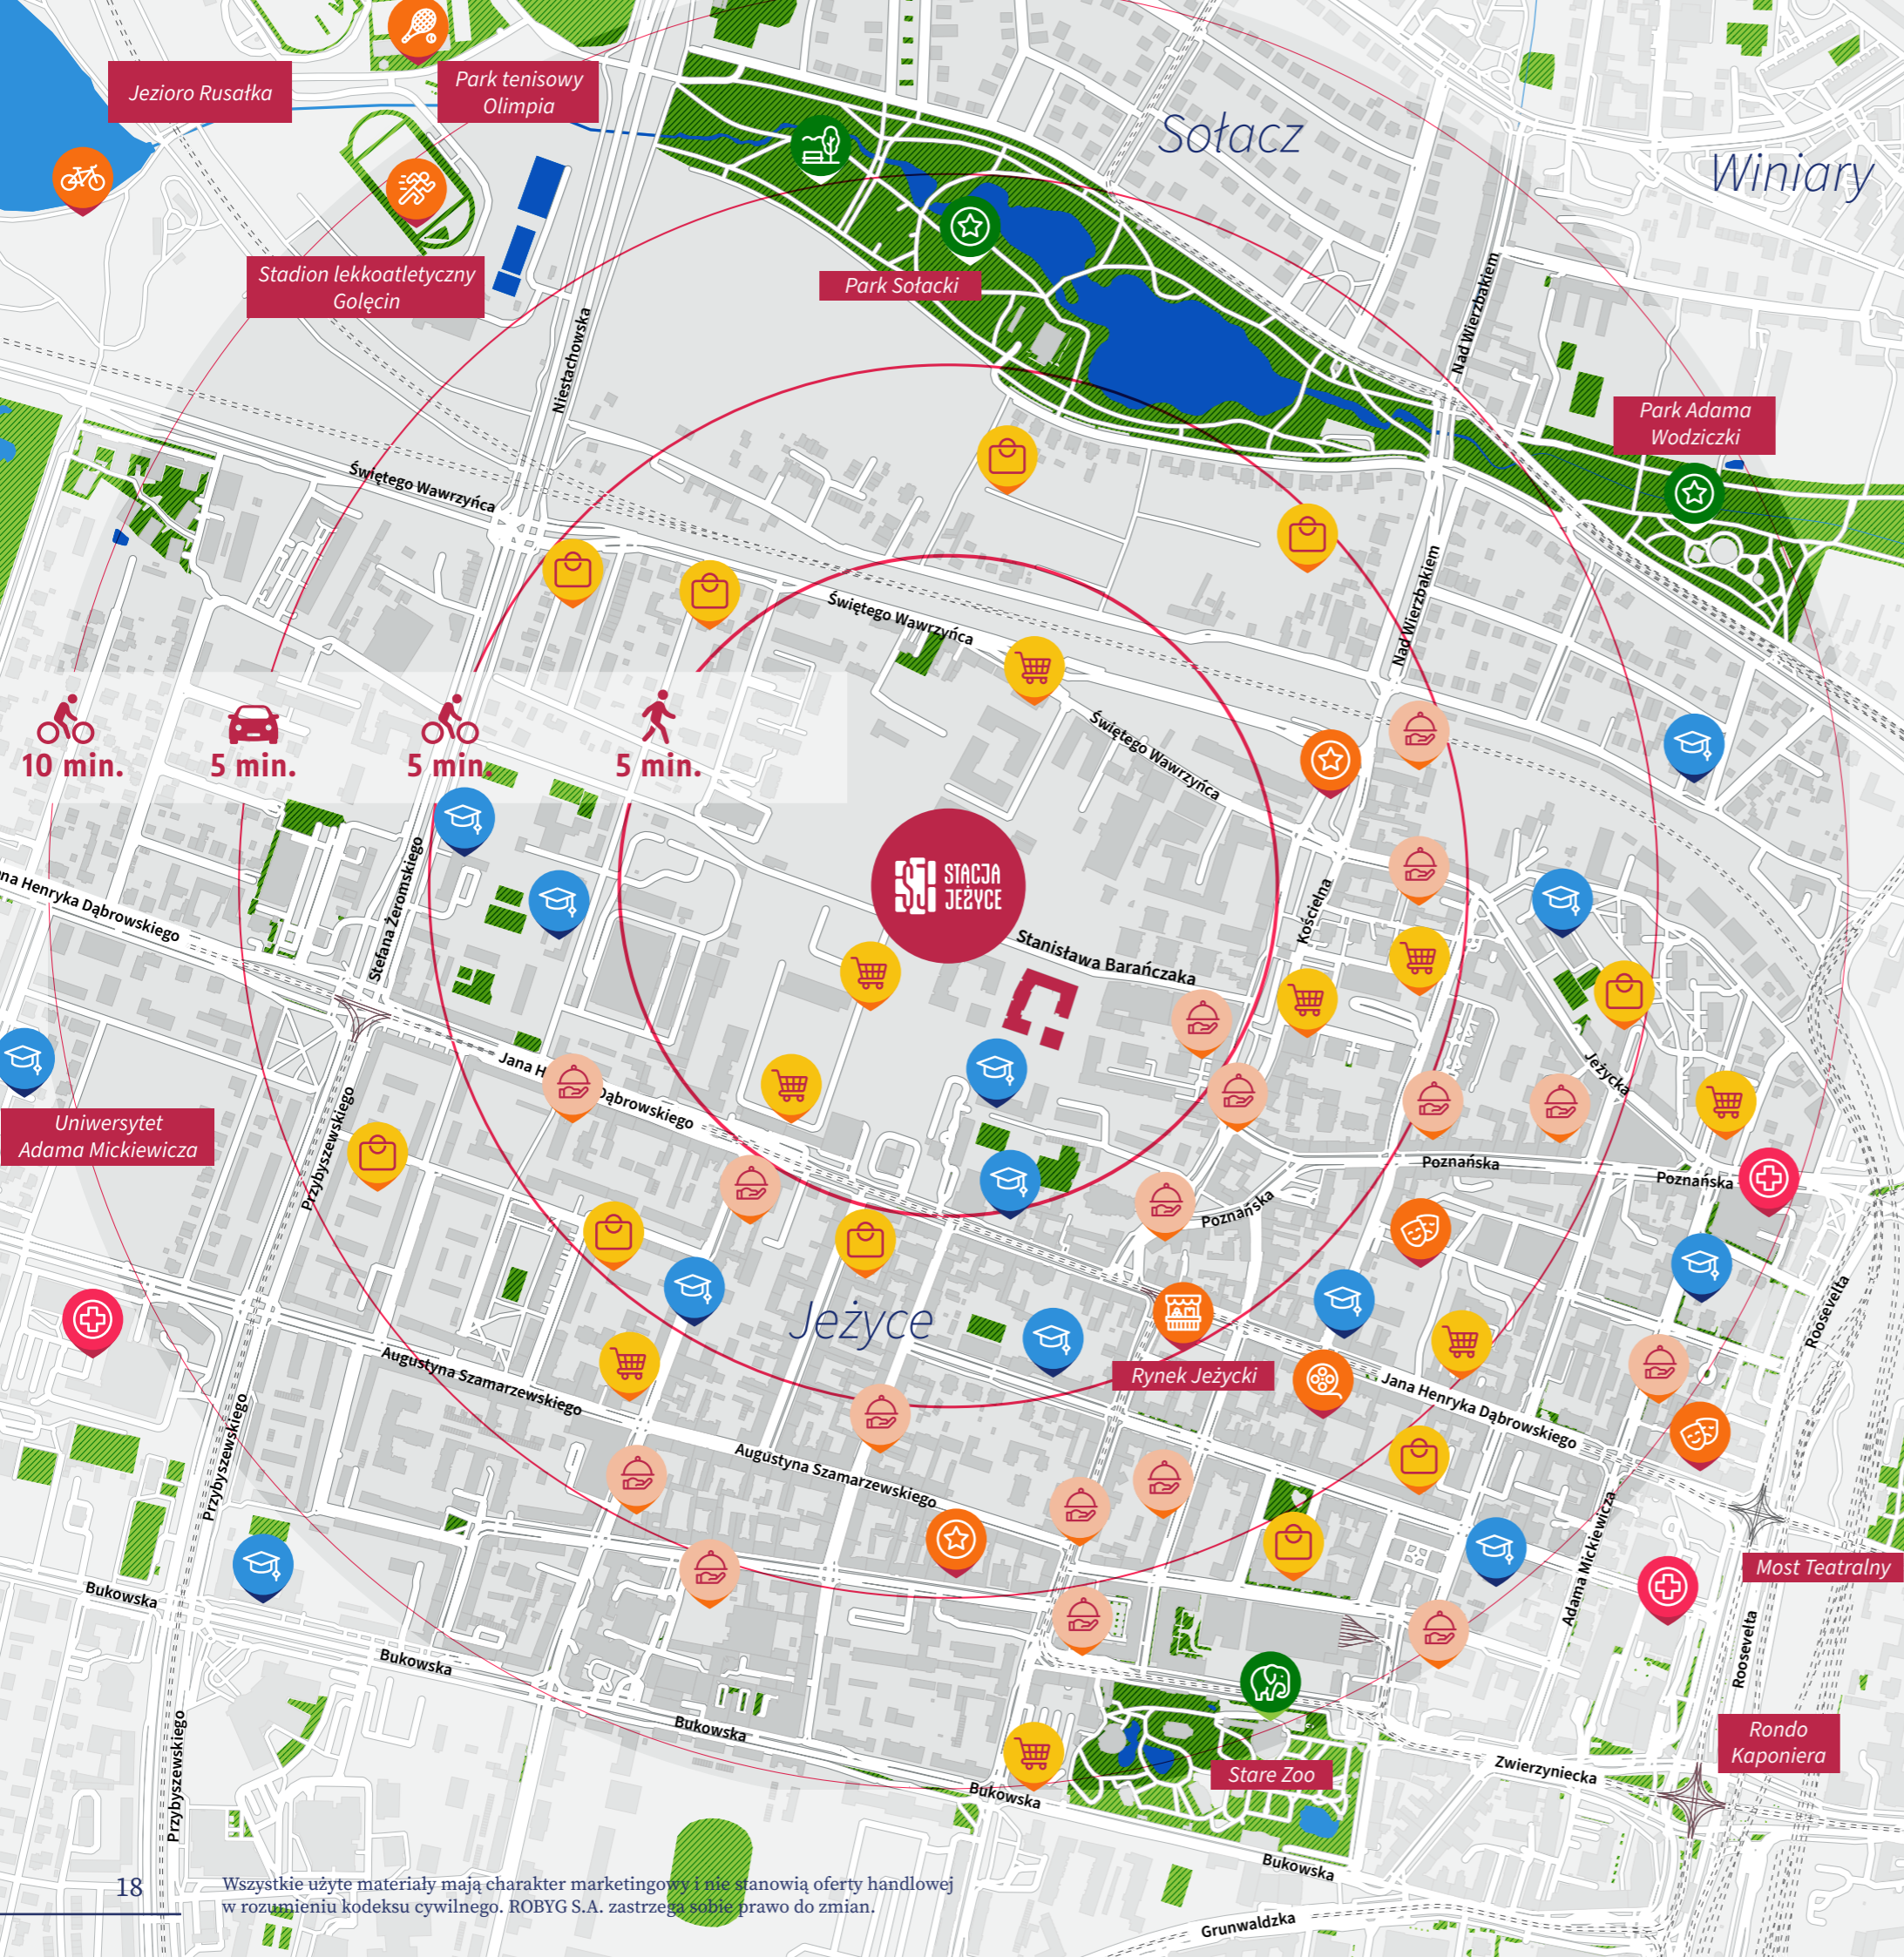 Jezioro Rusałka
Park tenisowy
Olimpia
Sołacz
Winiary
Stadion lekkoatletyczny
Golęcin
Park Sołacki
Nad Wierzbakiem
Niestachowska
Park Adama
Wodziczki
Świętego Wawrzyńca
Nad Wierzbakiem
Świętego Wawrzyńca
Świętego Wawrzyńca
10 min.
5 min.
5 min.
5 min.
STACJA
JEŻYCE
Stefana Żeromskiego
na Henryka Dąbrowskiego
Kościelna
Stanisława Barańczaka
Jana H
Dąbrowskiego
Jeżycka
Uniwersytet
Adama Mickiewicza
Przybyszewskiego
Poznańska
Poznańska
Poznańska
Roosevelta
Jeżyce
Rynek Jeżycki
Augustyna Szamarzewskiego
Jana Henryka Dąbrowskiego
Przybyszewskiego
Augustyna Szamarzewskiego
Adama Mickiewicza
Most Teatralny
Bukowska
Bukowska
Roosevelta
Bukowska
Przybyszewskiego
Rondo
Kaponiera
Stare Zoo
Zwierzyniecka
Bukowska
Bukowska
Grunwaldzka
18
Wszystkie użyte materiały mają charakter marketingowy i nie stanowią oferty handlowej
w rozumieniu kodeksu cywilnego. ROBYG S.A. zastrzega sobie prawo do zmian.